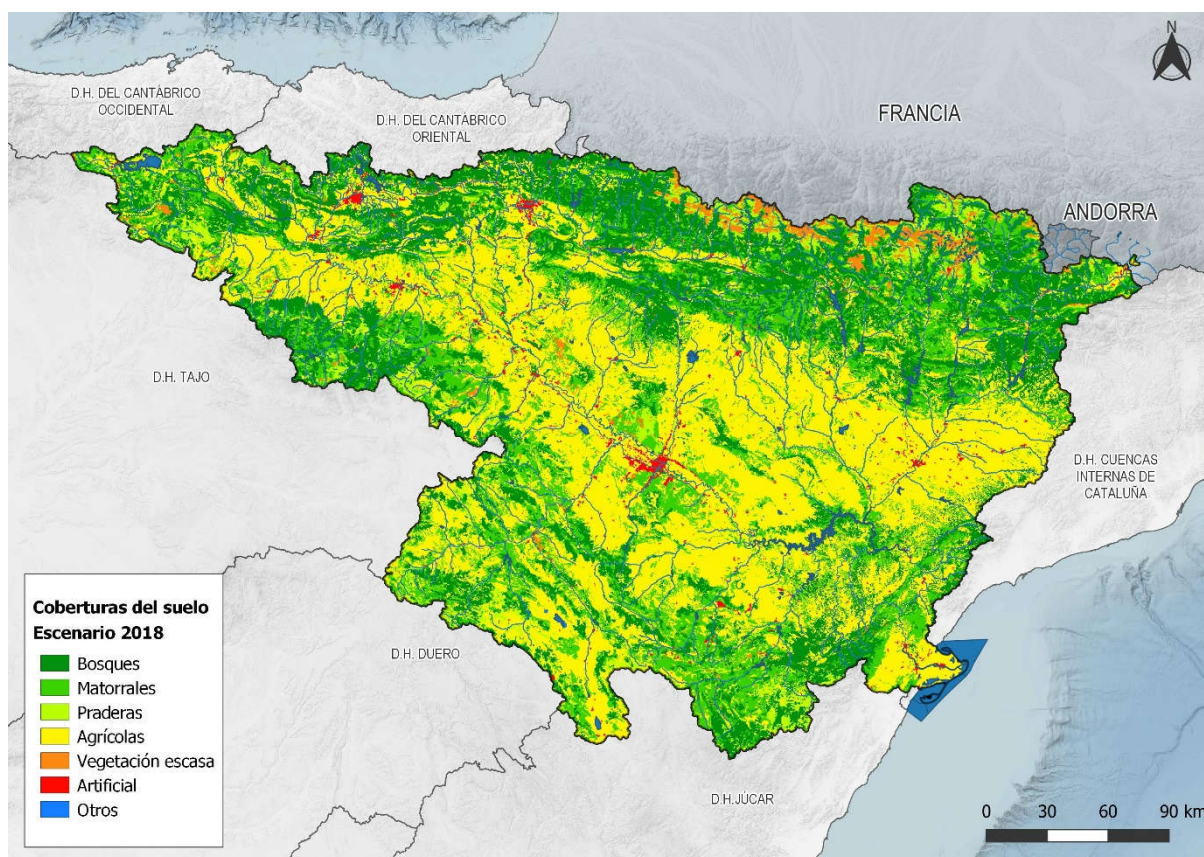 N
D.H. DEL CANTÁBRICO
OCCIDENTAL
D.H. DEL CANTÁBRICO
ORIENTAL
FRANCIA
ANDORRA
D.H. TAJO
D.H. CUENCAS
INTERNAS DE
CATALUÑA
D.H. DUERO
D.H.JÚCAR
Coberturas del suelo
Escenario 2018
Bosques
Matorrales
Praderas
Agrícolas
Vegetación escasa
Artificial
Otros
0 30 60 90 km